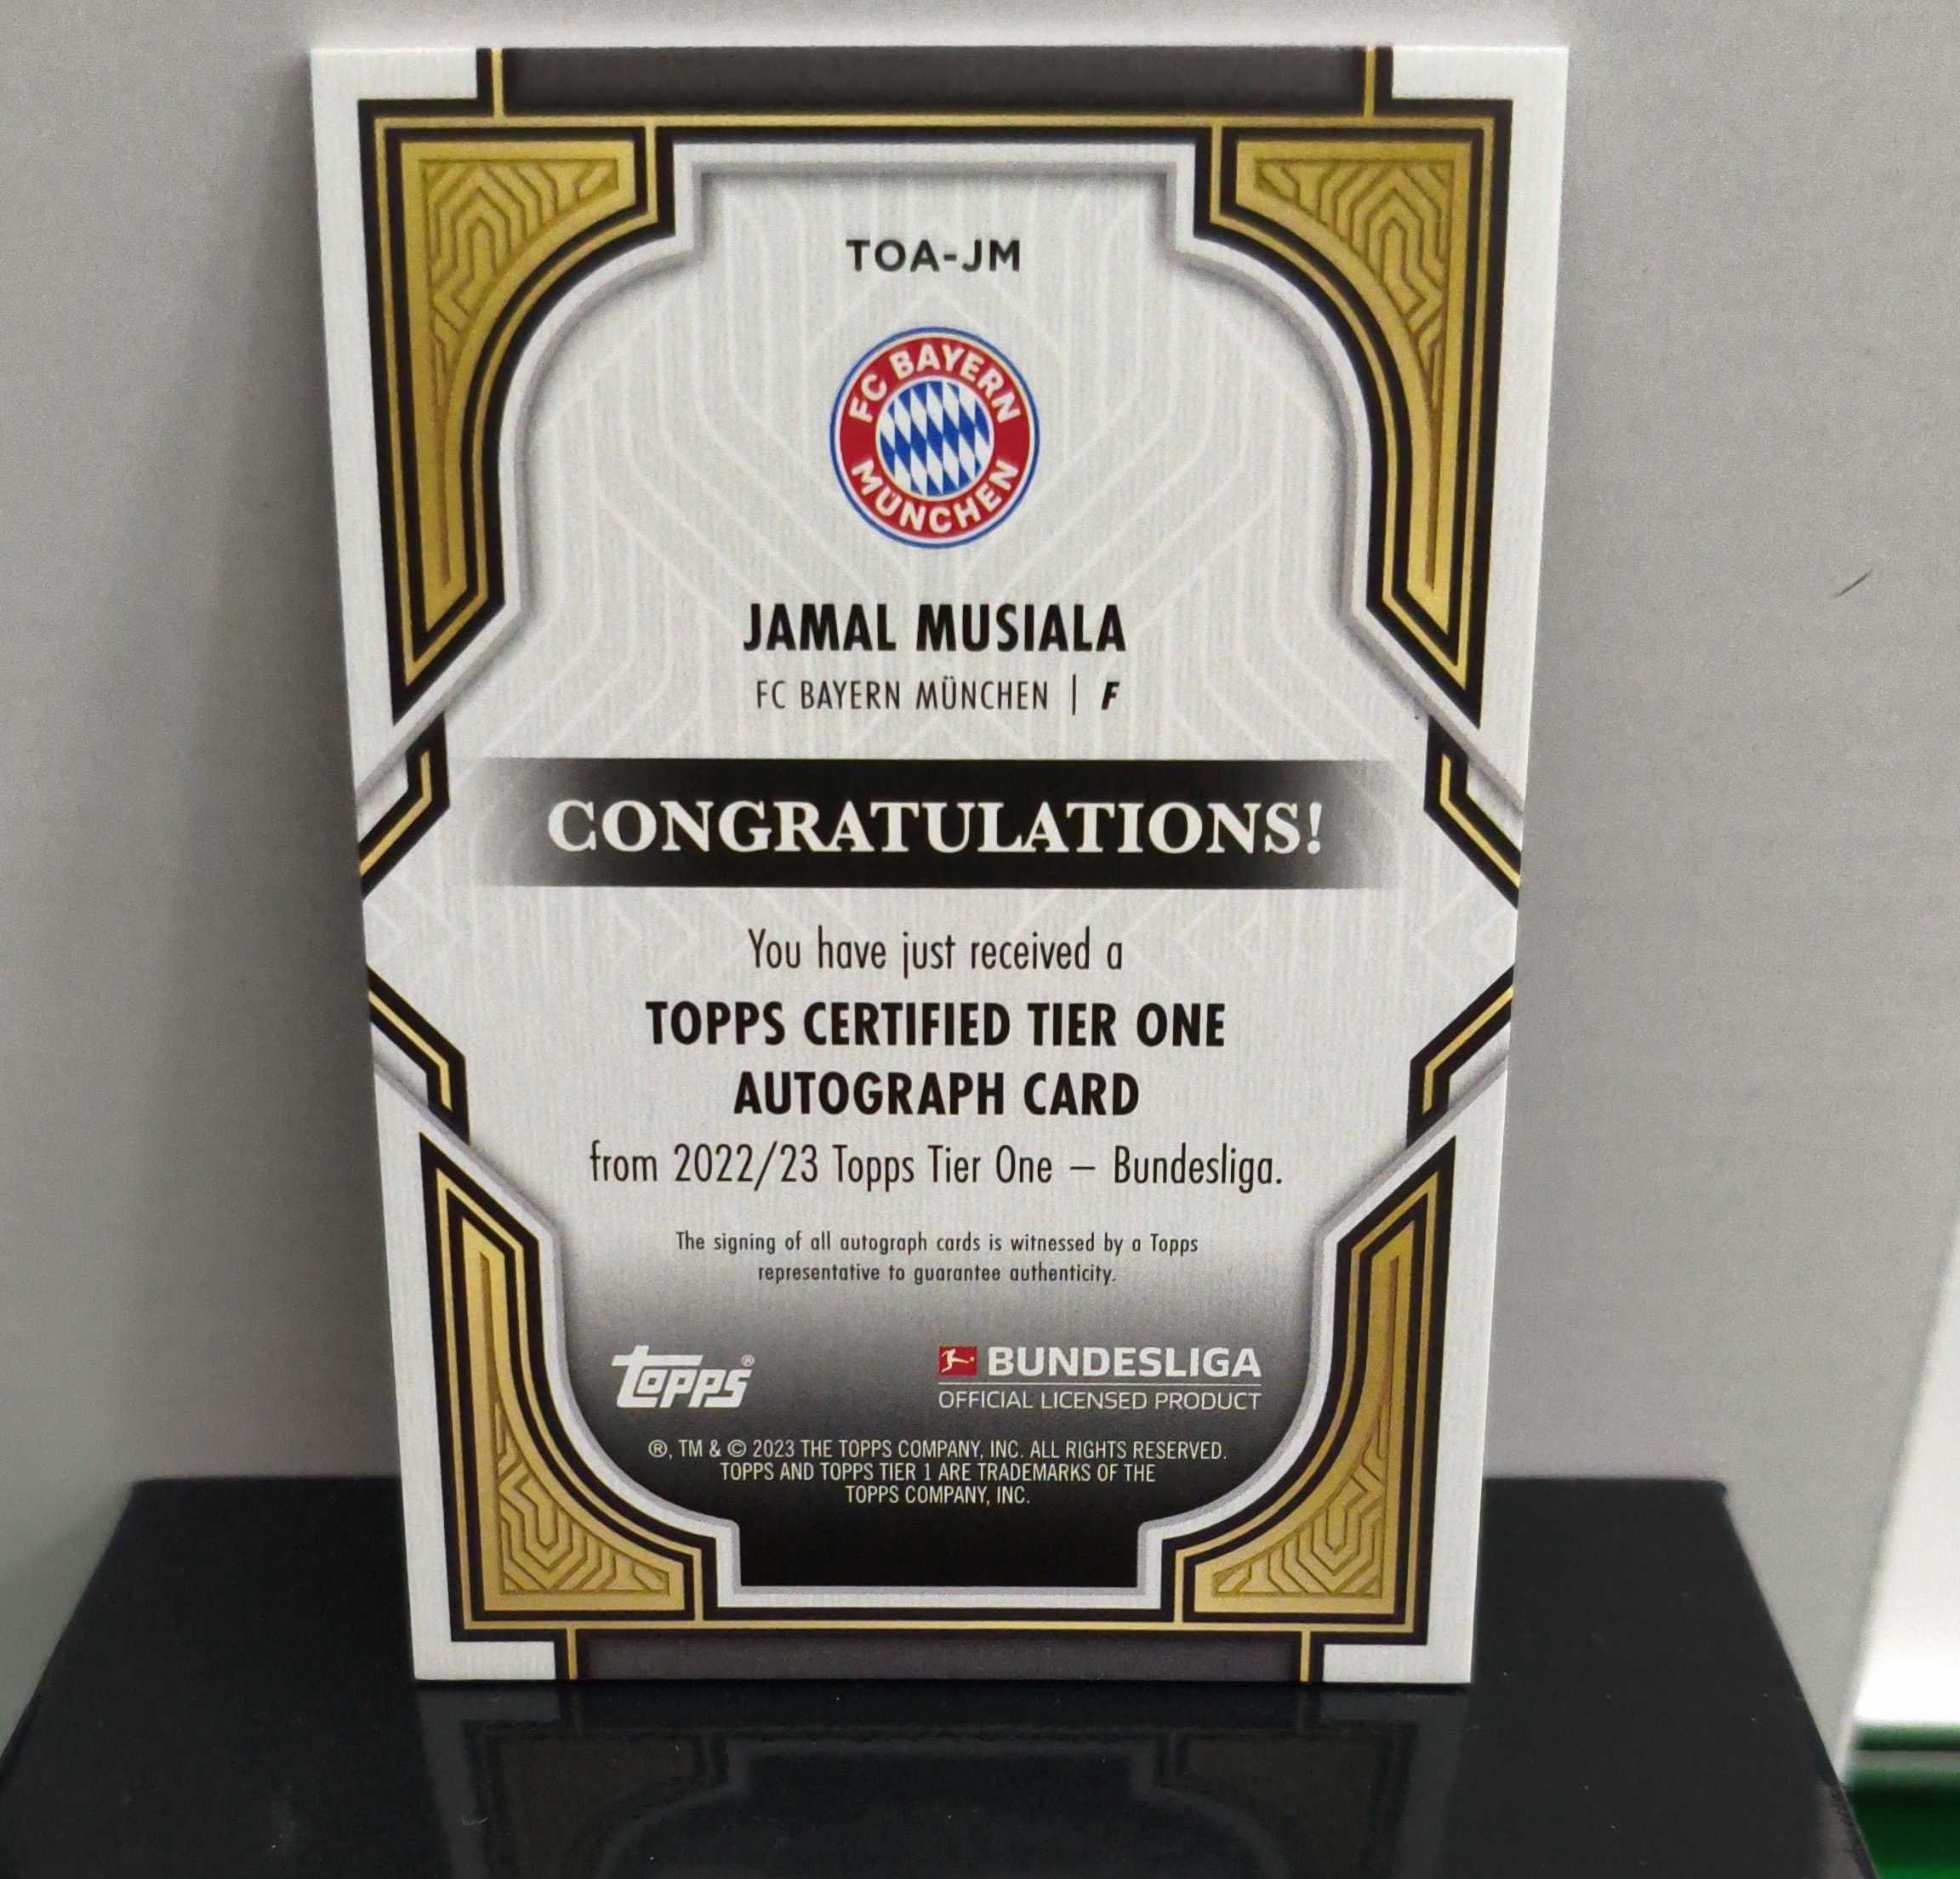 TOA-JM
FC BAYERN
MÜNCHEN
JAMAL MUSIALA
FC BAYERN MÜNCHEN | F
CONGRATULATIONS!
You have just received a
TOPPS CERTIFIED TIER ONE
AUTOGRAPH CARD
from 2022/23 Topps Tier One – Bundesliga.
The signing of all autograph cards is witnessed by a Topps
representative to guarantee authenticity.
topps®
BUNDESLIGA
OFFICIAL LICENSED PRODUCT
®, TM & © 2023 THE TOPPS COMPANY, INC. ALL RIGHTS RESERVED.
TOPPS AND TOPPS TIER 1 ARE TRADEMARKS OF THE
TOPPS COMPANY, INC.